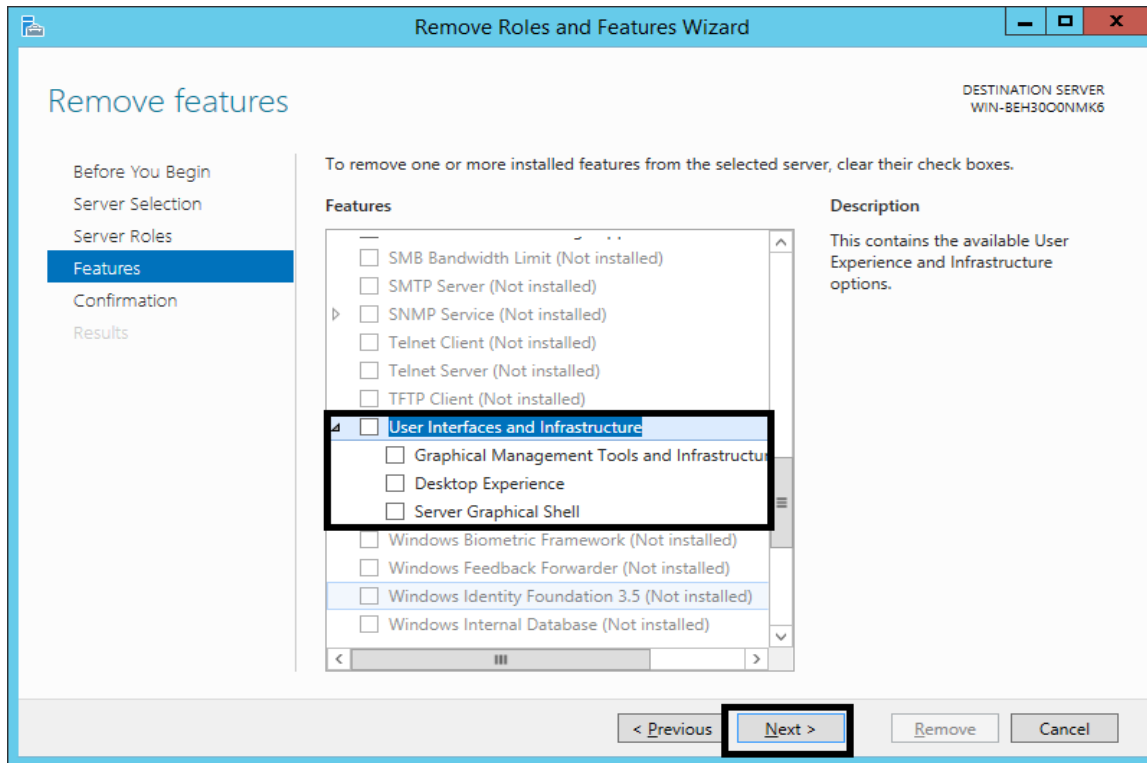 Remove Roles and Features Wizard
Remove features
DESTINATION SERVER
WIN-BEH30O0NMK6
Before You Begin
Server Selection
Server Roles
Features
Confirmation
Results
To remove one or more installed features from the selected server, clear their check boxes.
Features
SMB Bandwidth Limit (Not installed)
SMTP Server (Not installed)
SNMP Service (Not installed)
Telnet Client (Not installed)
Telnet Server (Not installed)
TFTP Client (Not installed)
User Interfaces and Infrastructure
Graphical Management Tools and Infrastructur
Desktop Experience
Server Graphical Shell
Windows Biometric Framework (Not installed)
Windows Feedback Forwarder (Not installed)
Windows Identity Foundation 3.5 (Not installed)
Windows Internal Database (Not installed)
Description
This contains the available User
Experience and Infrastructure
options.
< Previous
Next >
Remove
Cancel